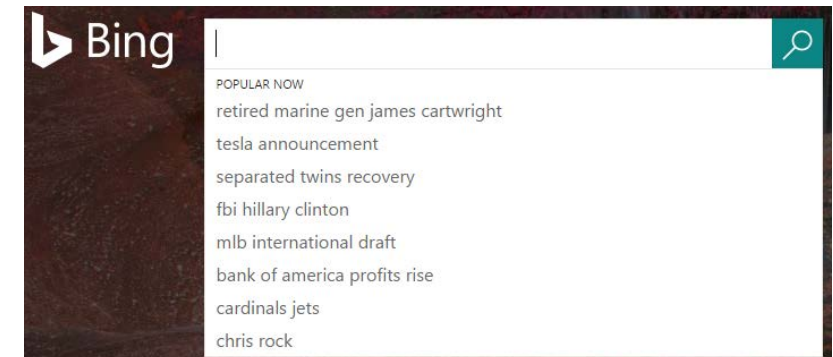 Bing
POPULAR NOW
retired marine gen james cartwright
tesla announcement
separated twins recovery
fbi hillary clinton
mlb international draft
bank of america profits rise
cardinals jets
chris rock